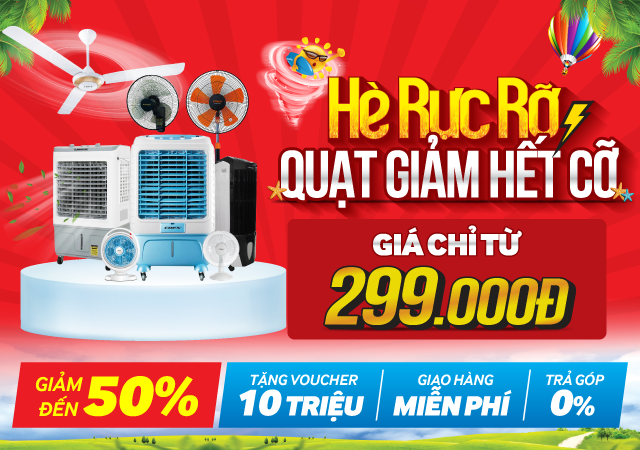 Hè Rực Rỡ
QUẠT GIẢM HẾT CỠ
GIÁ CHỈ TỪ
299.000Đ
GIẢM
ĐẾN
50%
TẶNG VOUCHER
10 TRIỆU
GIAO HÀNG
MIỄN PHÍ
TRẢ GÓP
0%